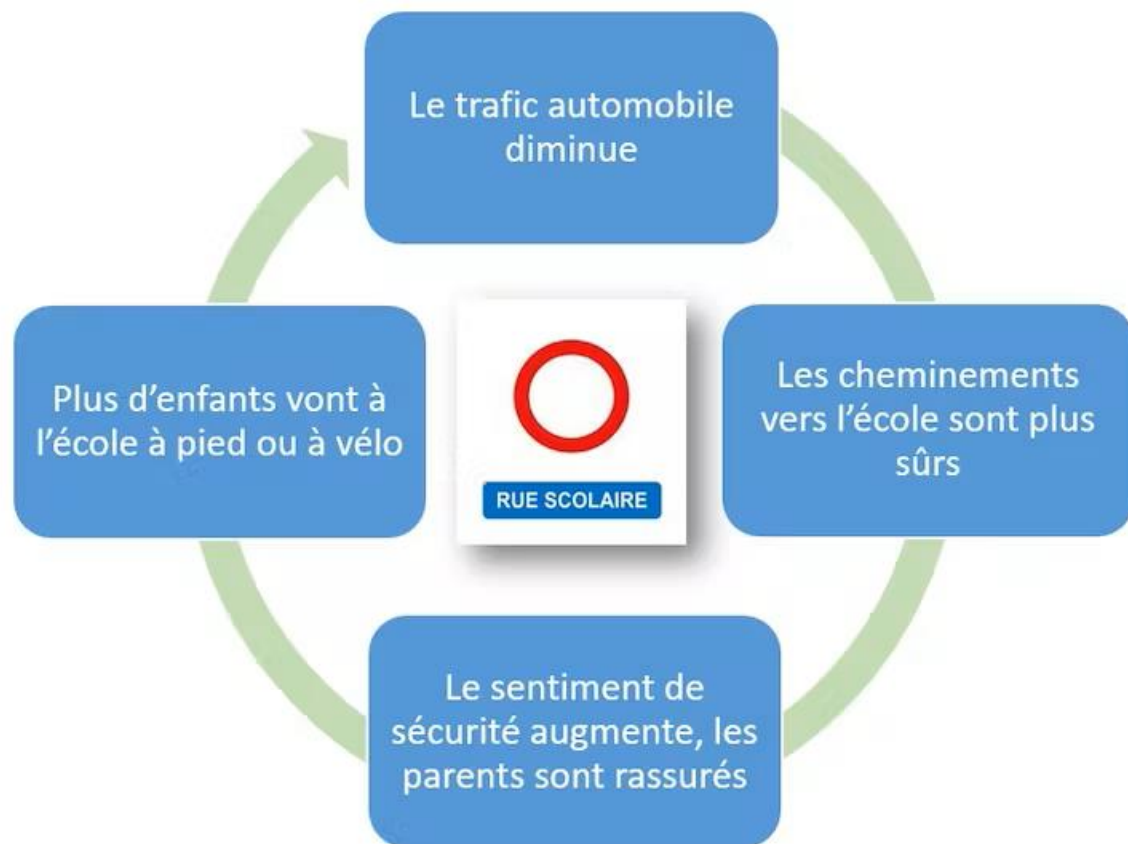 Le trafic automobile
diminue
Les cheminements
vers l’école sont plus
sûrs
Le sentiment de
sécurité augmente, les
parents sont rassurés
Plus d’enfants vont à
l’école à pied ou à vélo
RUE SCOLAIRE